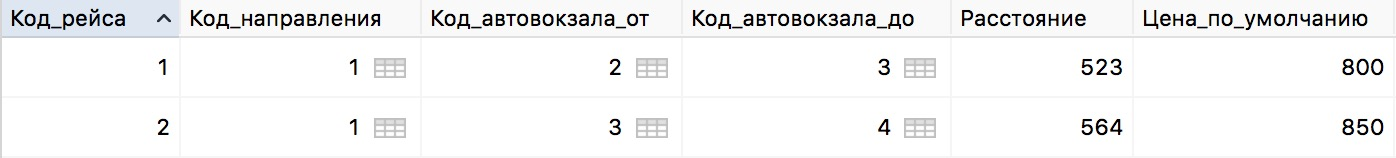 Код_рейса Код_направления Код_автовокзала_от Код_автовокзала_до Расстояние Цена_по_умолчанию
1 1 2 3 523 800
2 1 3 4 564 850